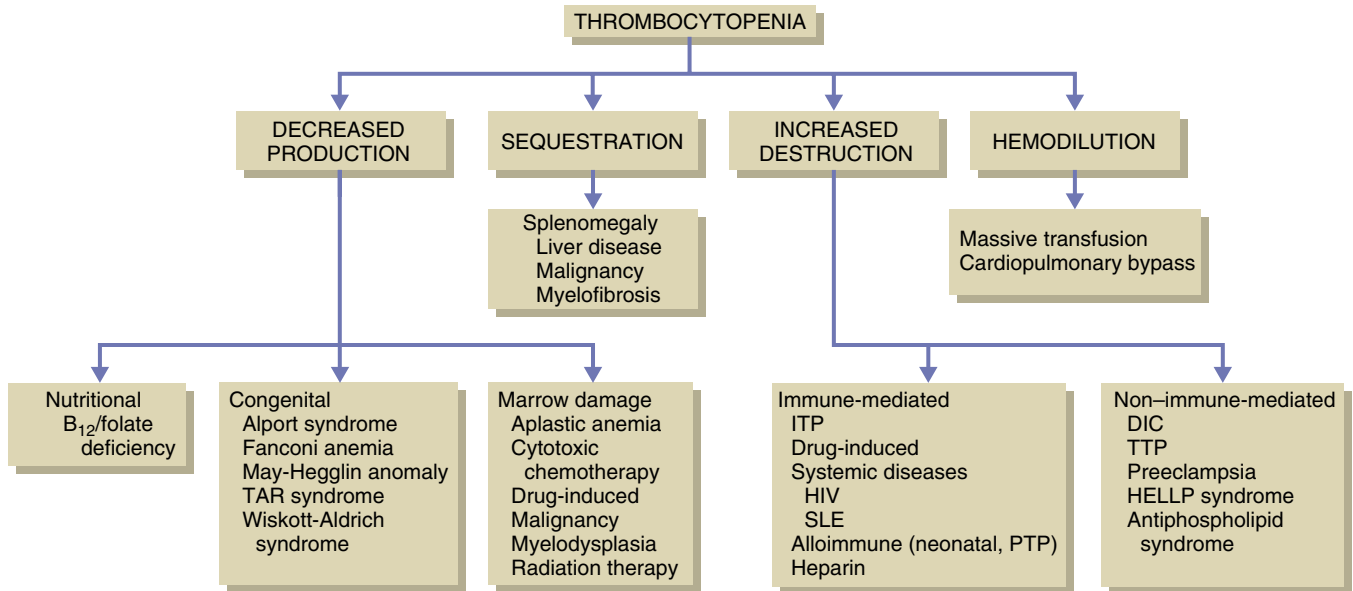 THROMBOCYTOPENIA
DECREASED
PRODUCTION
SEQUESTRATION
INCREASED
DESTRUCTION
HEMODILUTION
Splenomegaly
Liver disease
Malignancy
Myelofibrosis
Massive transfusion
Cardiopulmonary bypass
Nutritional
B12/folate
deficiency
Congenital
Alport syndrome
Fanconi anemia
May-Hegglin anomaly
TAR syndrome
Wiskott-Aldrich
syndrome
Marrow damage
Aplastic anemia
Cytotoxic
chemotherapy
Drug-induced
Malignancy
Myelodysplasia
Radiation therapy
Immune-mediated
ITP
Drug-induced
Systemic diseases
HIV
SLE
Alloimmune (neonatal, PTP)
Heparin
Non–immune-mediated
DIC
TTP
Preeclampsia
HELLP syndrome
Antiphospholipid
syndrome